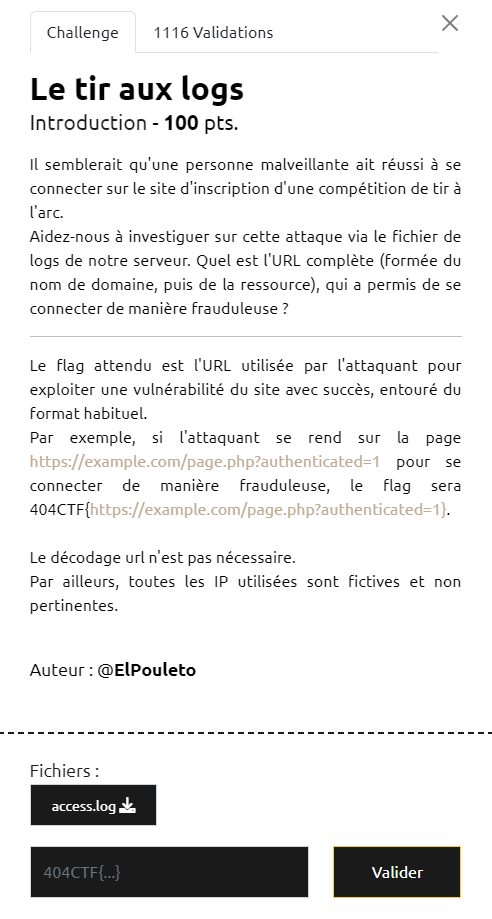 Challenge
1116 Validations
Le tir aux logs
Introduction - 100 pts.
Il semblerait qu'une personne malveillante ait réussi à se
connecter sur le site d'inscription d'une compétition de tir à
l'arc.
Aidez-nous à investiguer sur cette attaque via le fichier de
logs de notre serveur. Quel est l'URL complète (formée du
nom de domaine, puis de la ressource), qui a permis de se
connecter de manière frauduleuse ?
Le flag attendu est l'URL utilisée par l'attaquant pour
exploiter une vulnérabilité du site avec succès, entouré du
format habituel.
Par exemple, si l'attaquant se rend sur la page
https://example.com/page.php?authenticated=1 pour se
connecter de manière frauduleuse, le flag sera
404CTF{https://example.com/page.php?authenticated=1}.
Le décodage url n'est pas nécessaire.
Par ailleurs, toutes les IP utilisées sont fictives et non
pertinentes.
Auteur : @ElPouleto
Fichiers :
access.log
404CTF{...}
Valider